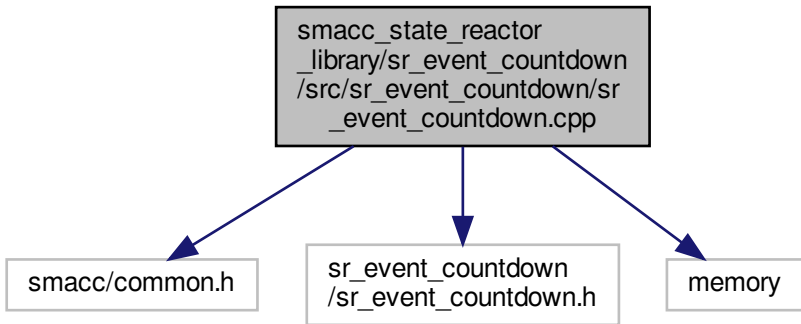 smacc_state_reactor
_library/sr_event_countdown
/src/sr_event_countdown/sr
_event_countdown.cpp
smacc/common.h
sr_event_countdown
/sr_event_countdown.h
memory